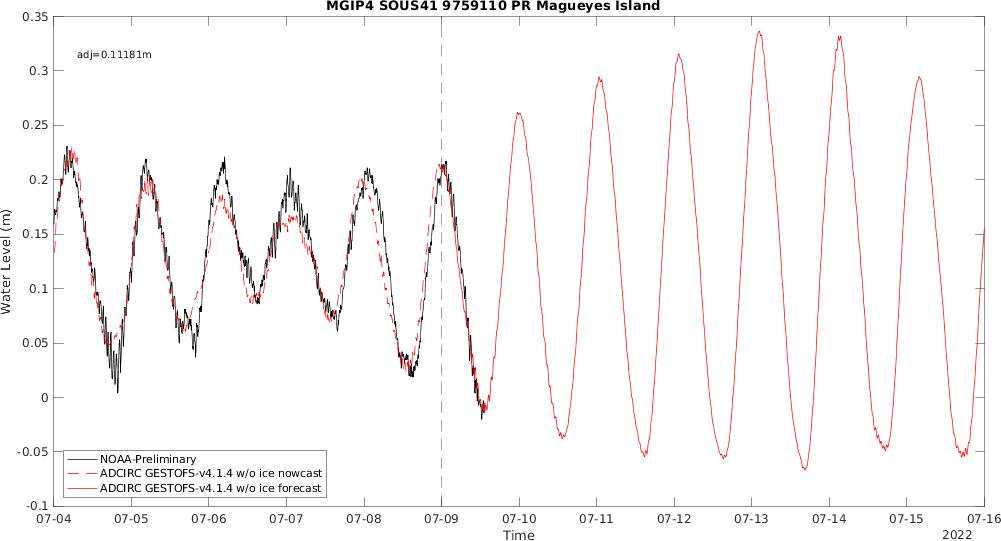 MGIP4 SOUS41 9759110 PR Magueyes Island
0.35
adj=0.11181m
0.3
0.25
0.2
0.15
0.1
0.05
0
-0.05
-0.1
Water Level (m)
NOAA-Preliminary
ADCIRC GESTOFS-v4.1.4 w/o ice nowcast
ADCIRC GESTOFS-v4.1.4 w/o ice forecast
07-04 07-05 07-06 07-07 07-08 07-09 07-10 07-11 07-12 07-13 07-14 07-15 07-16
Time
2022